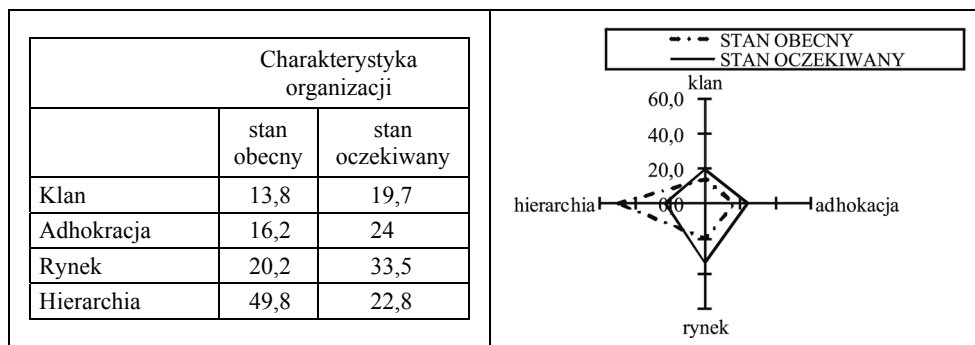 Charakterystyka
organizacji
stan
obecny
stan
oczekiwany
Klan 13,8 19,7
Adhokracja 16,2 24
Rynek 20,2 33,5
Hierarchia 49,8 22,8
STAN OBECNY
STAN OCZEKIWANY
klan
60,0
40,0
20,0
hierarchia 0,0 adhokacja
rynek